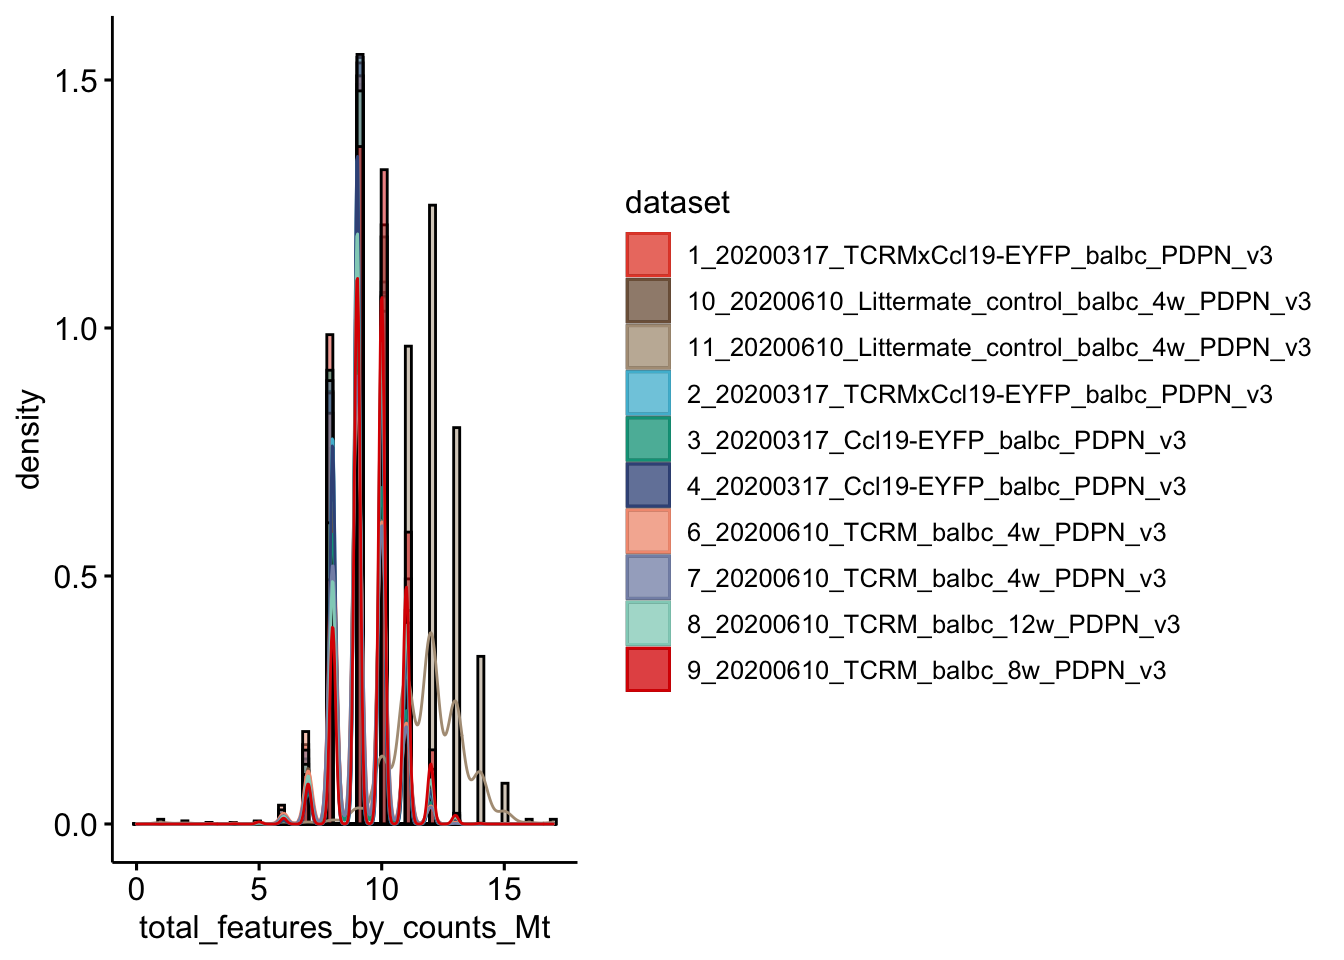 1.5
1.0
0.5
0.0
density
0 5 10 15
total_features_by_counts_Mt
dataset
1_20200317_TCRMxCcl19-EYFP_balbc_PDPN_v3
10_20200610_Littermate_control_balbc_4w_PDPN_v3
11_20200610_Littermate_control_balbc_4w_PDPN_v3
2_20200317_TCRMxCcl19-EYFP_balbc_PDPN_v3
3_20200317_Ccl19-EYFP_balbc_PDPN_v3
4_20200317_Ccl19-EYFP_balbc_PDPN_v3
6_20200610_TCRM_balbc_4w_PDPN_v3
7_20200610_TCRM_balbc_4w_PDPN_v3
8_20200610_TCRM_balbc_12w_PDPN_v3
9_20200610_TCRM_balbc_8w_PDPN_v3